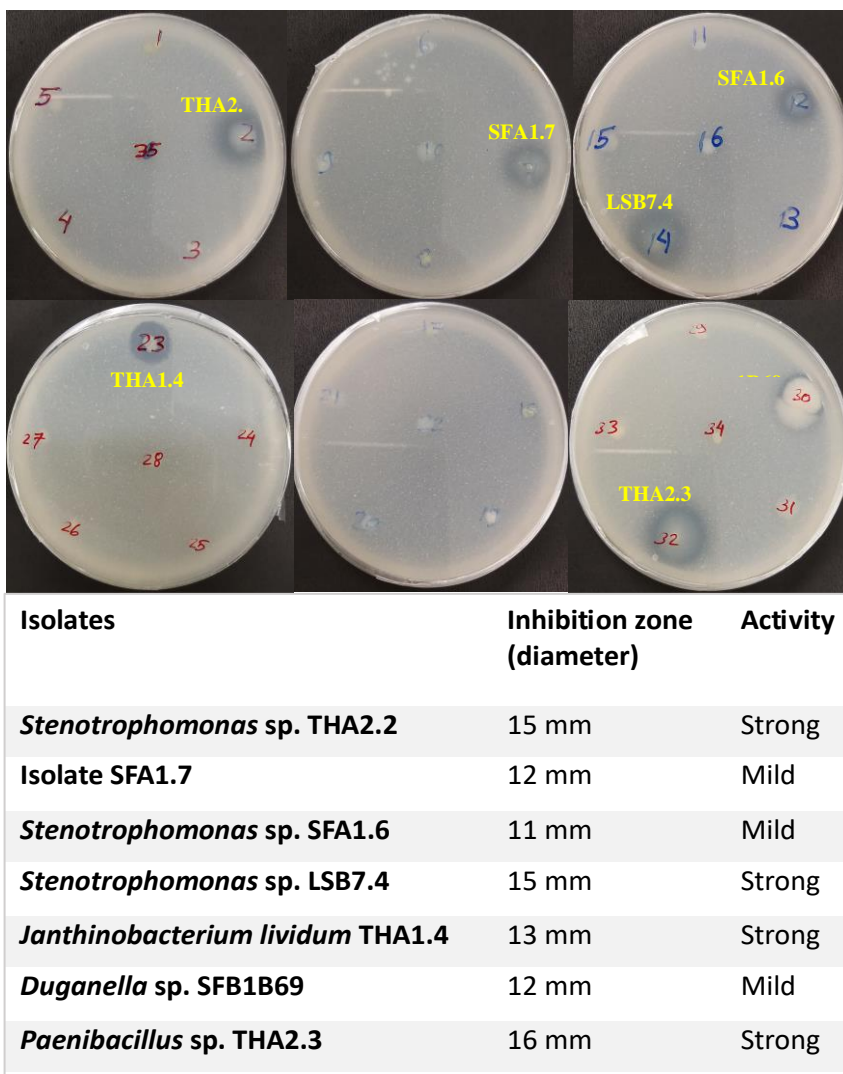 1
5
THA2.
2
35
4
3
6
SFA1.7
9
10
11
SFA1.6
12
15
16
LSB7.4
14
13
23
THA1.4
27
24
28
26
25
29
30
33
34
THA2.3
31
32
Isolates Inhibition zone (diameter) Activity
Stenotrophomonas sp. THA2.2 15 mm Strong
Isolate SFA1.7 12 mm Mild
Stenotrophomonas sp. SFA1.6 11 mm Mild
Stenotrophomonas sp. LSB7.4 15 mm Strong
Janthinobacterium lividum THA1.4 13 mm Strong
Duganella sp. SFB1B69 12 mm Mild
Paenibacillus sp. THA2.3 16 mm Strong